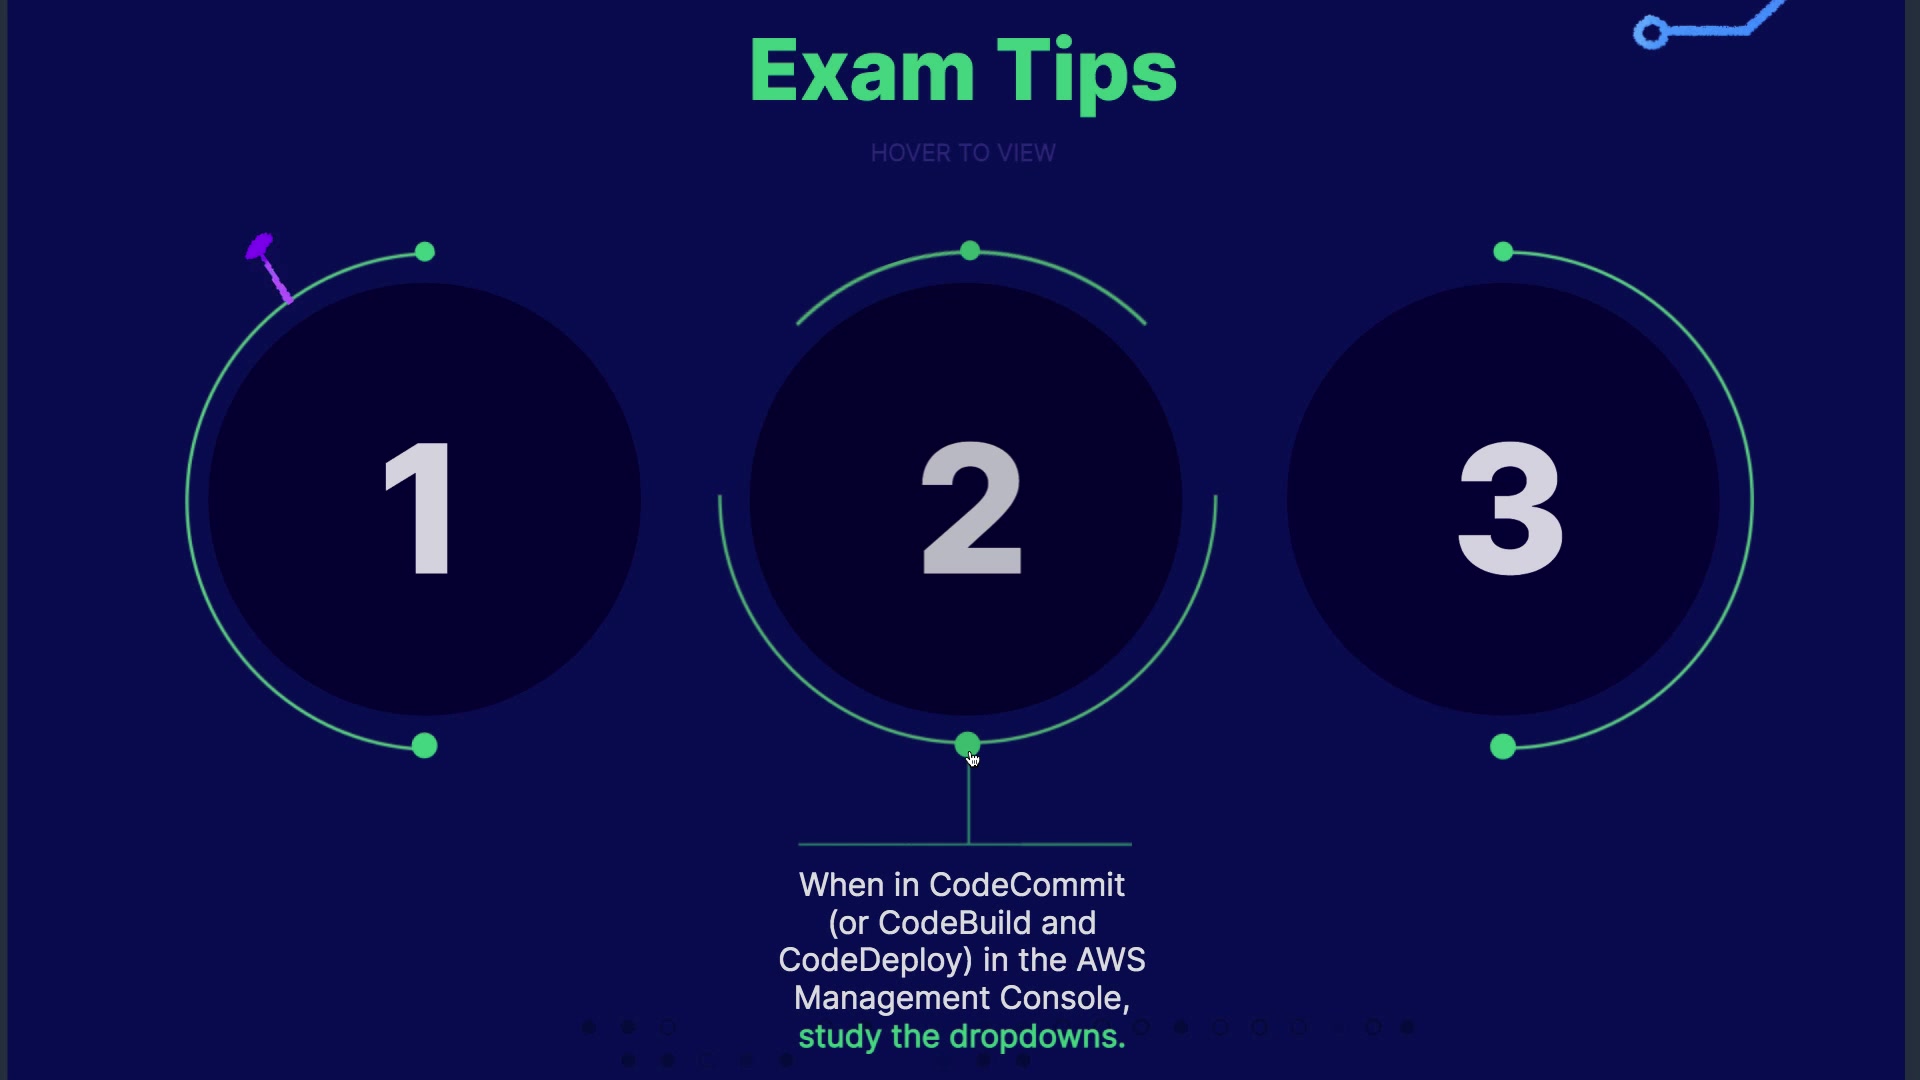 Exam Tips
HOVER TO VIEW
1
2
3
When in CodeCommit
(or CodeBuild and
CodeDeploy) in the AWS
Management Console,
study the dropdowns.